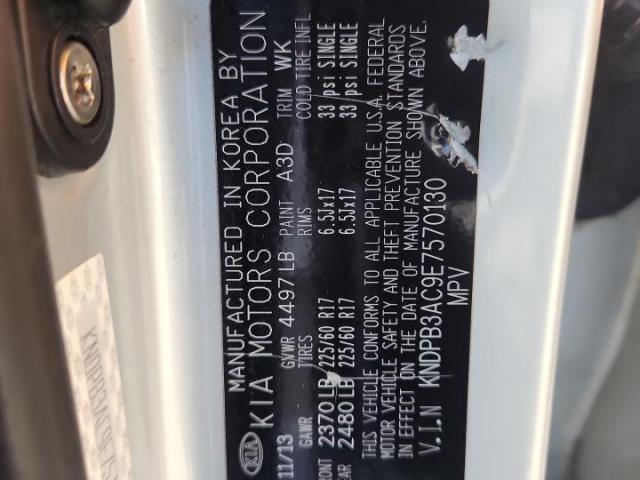 KIA
MANUFACTURED IN KOREA BY
KIA MOTORS CORPORATION
11/13 GVWR 4497 LB PAINT A3D TRIM WK
GAWR TIRES RIMS COLD TIRE INFL
FRONT 2370 LB 225/60 R17 6.5Jx17 33 psi SINGLE
REAR 2480 LB 225/60 R17 6.5Jx17 33 psi SINGLE
THIS VEHICLE CONFORMS TO ALL APPLICABLE U.S.A. FEDERAL
MOTOR VEHICLE SAFETY AND THEFT PREVENTION STANDARDS
IN EFFECT ON THE DATE OF MANUFACTURE SHOWN ABOVE.
V.I.N KNDPB3AC9E7570130
MPV